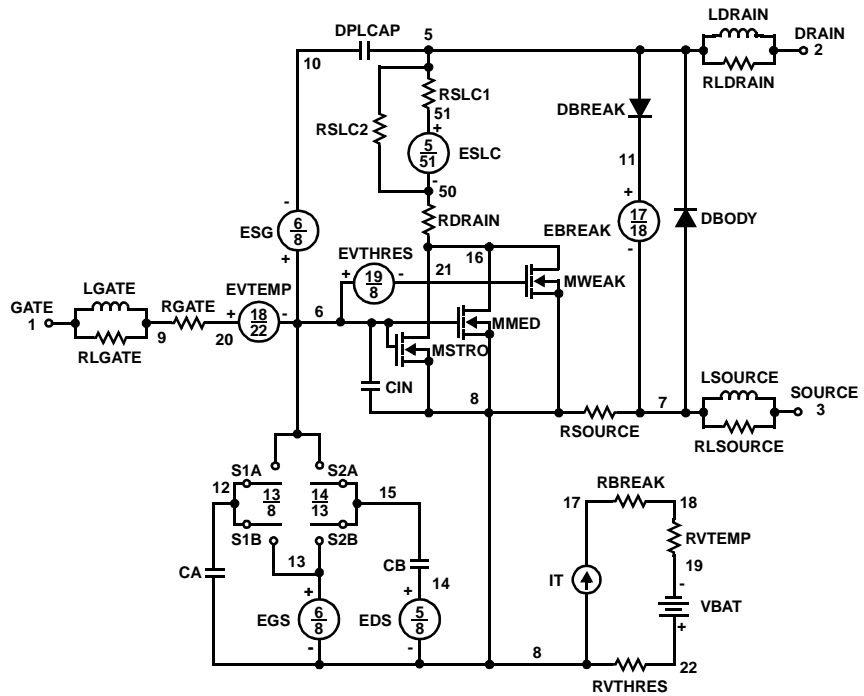 LDRAIN
DPLCAP 5 DRAIN
10 2
RLDRAIN
RSLC1
DBREAK
51
RSLC2 +
5
51
ESLC
11
-
50
- +
RDRAIN 17
18
DBODY
6
8
ESG EBREAK
EVTHRES -
+ 16
21
+ 19
8
- MWEAK
LGATE EVTEMP
GATE RGATE + 18
22
- 6 MMED
1
9 20
MSTRO
RLGATE
LSOURCE
CIN SOURCE
8 7 3
RSOURCE
RLSOURCE
S1A S2A
12 RBREAK
13
8
14
13
15
17 18
S1B S2B
RVTEMP
13 CB 19
CA 14 IT -
+ +
VBAT
6
8
5
8
EGS EDS +
- -
8
22
RVTHRES